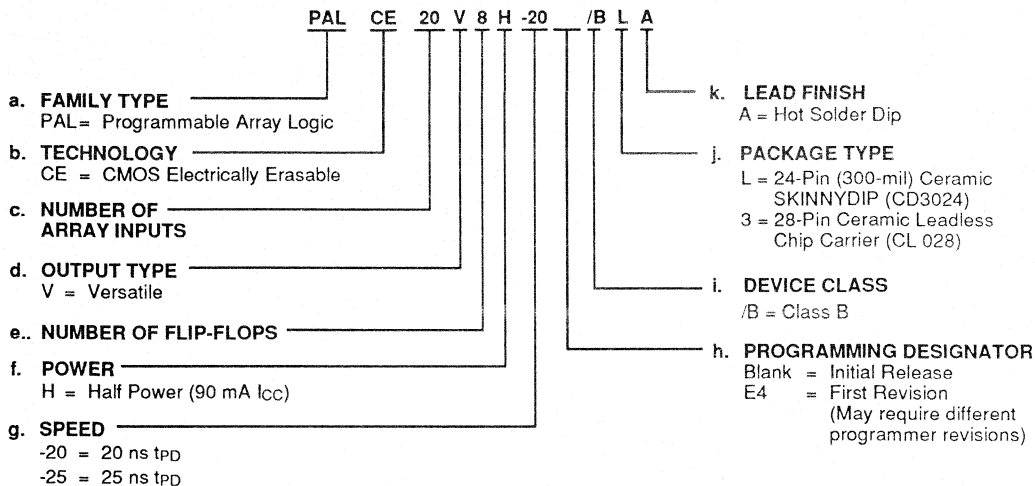 PAL CE 20 V 8 H -20 /B L A
a. FAMILY TYPE
PAL= Programmable Array Logic
b. TECHNOLOGY
CE = CMOS Electrically Erasable
c. NUMBER OF
ARRAY INPUTS
d. OUTPUT TYPE
V = Versatile
e.. NUMBER OF FLIP-FLOPS
f. POWER
H = Half Power (90 mA ICC)
g. SPEED
-20 = 20 ns tPD
-25 = 25 ns tPD
k. LEAD FINISH
A = Hot Solder Dip
j. PACKAGE TYPE
L = 24-Pin (300-mil) Ceramic
SKINNYDIP (CD3024)
3 = 28-Pin Ceramic Leadless
Chip Carrier (CL 028)
i. DEVICE CLASS
/B = Class B
h. PROGRAMMING DESIGNATOR
Blank = Initial Release
E4 = First Revision
(May require different
programmer revisions)